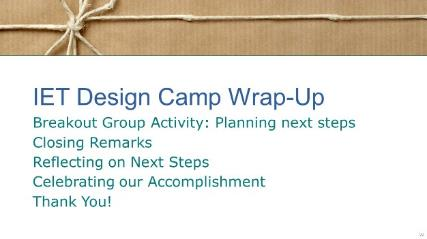 IET Design Camp Wrap-Up
Breakout Group Activity: Planning next steps
Closing Remarks
Reflecting on Next Steps
Celebrating our Accomplishment
Thank You!